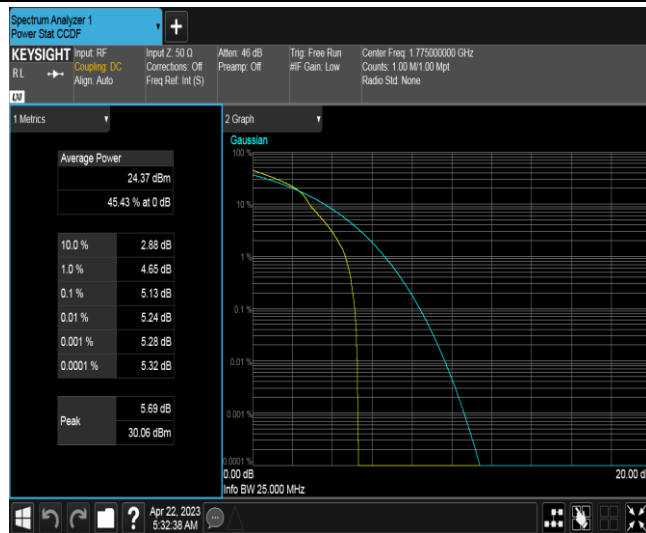 Spectrum Analyzer 1
Power Stat CCDF
KEYSIGHT
RL
Input: RF
Coupling: DC
Align: Auto
Input Z: 50 Ω
Corrections: Off
Freq Ref: Int (S)
Atten: 46 dB
Preamp: Off
Trig: Free Run
#IF Gain: Low
Center Freq: 1.775000000 GHz
Counts: 1.00 M/1.00 Mpt
Radio Std: None
LXI
1 Metrics
Average Power
24.37 dBm
45.43 % at 0 dB
10.0 % 2.88 dB
1.0 % 4.65 dB
0.1 % 5.13 dB
0.01 % 5.24 dB
0.001 % 5.28 dB
0.0001 % 5.32 dB
Peak
5.69 dB
30.06 dBm
2 Graph
Gaussian
100 %
10 %
1 %
0.1 %
0.01 %
0.001 %
0.0001 %
0.00 dB
20.00 d
Info BW 25.000 MHz
?
Apr 22, 2023
5:32:38 AM